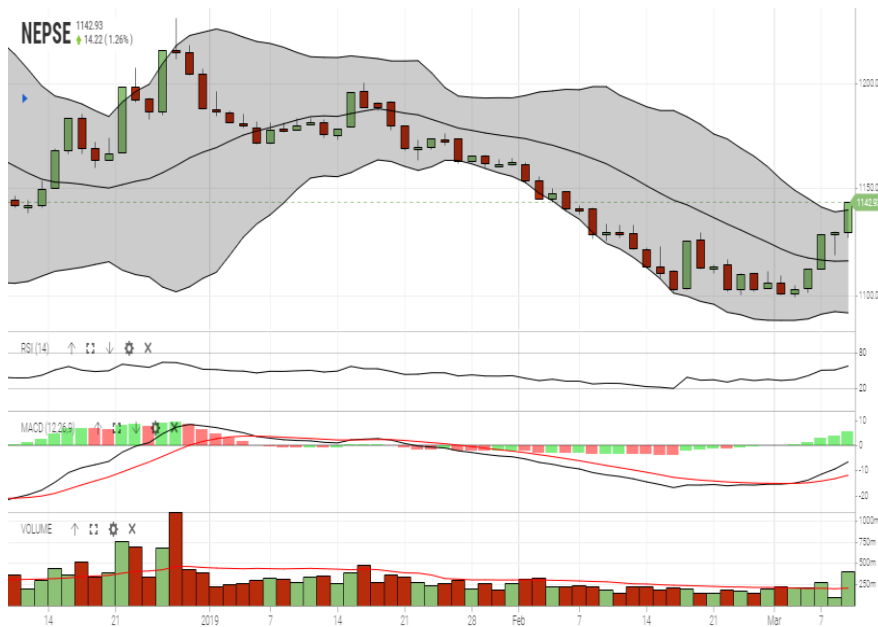 NEPSE 1142.93
14.22 ( 1.26% )
1200.0
1150.0
1142.93
1100.0
RSI (14)
80
20
MACD (12,26,9)
10
0
-10
-20
VOLUME
1000m
750m
500m
250m
14 21 2019 7 14 21 28 Feb 7 14 21 Mar 7